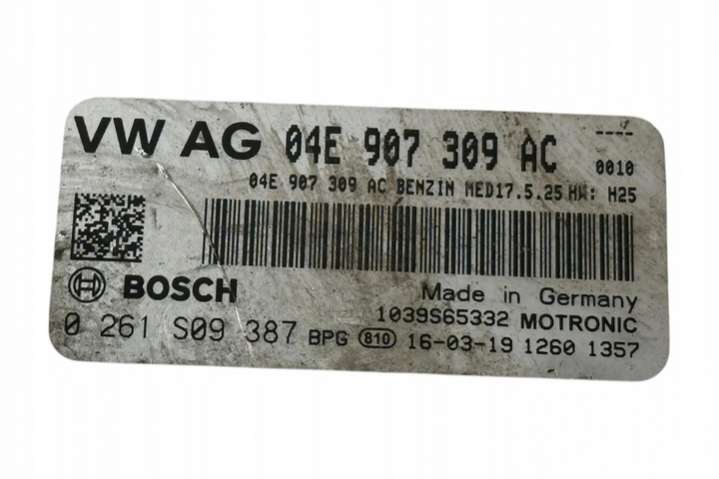 VW AG 04E 907 309 AC ----
0010
04E 907 309 AC BENZIN MED17.5.25 HW: H25
BOSCH Made in Germany
1039S65332 MOTRONIC
0 261 S09 387 BPG 810 16-03-19 1260 1357